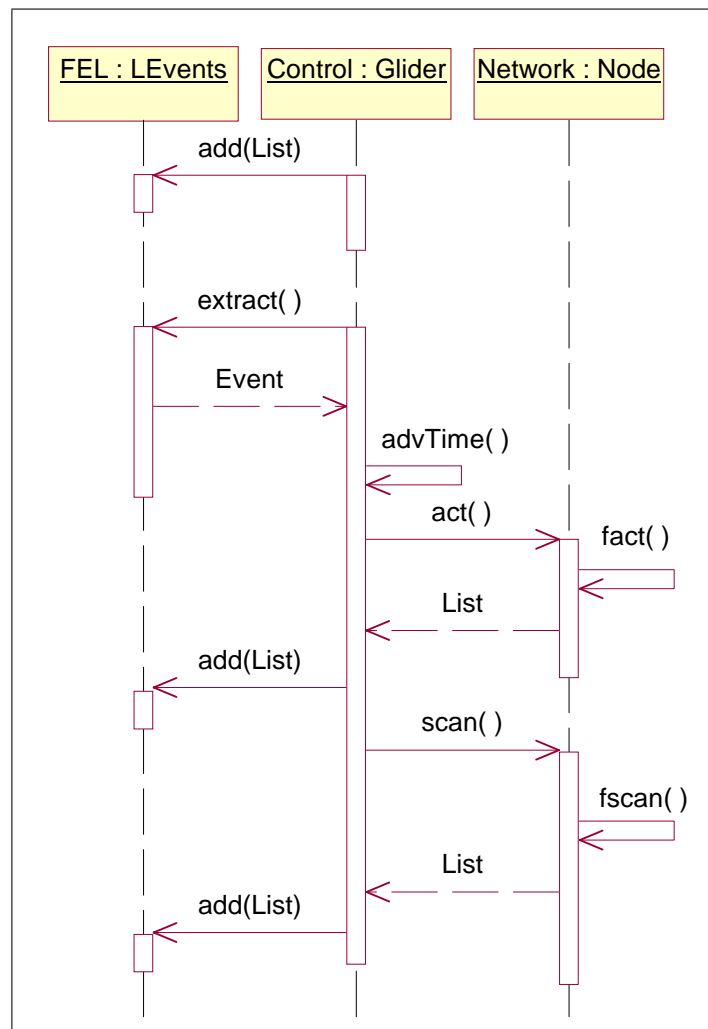 FEL : LEvents
Control : Glider
Network : Node
add(List)
extract( )
Event
advTime( )
act( )
fact( )
List
add(List)
scan( )
fscan( )
List
add(List)